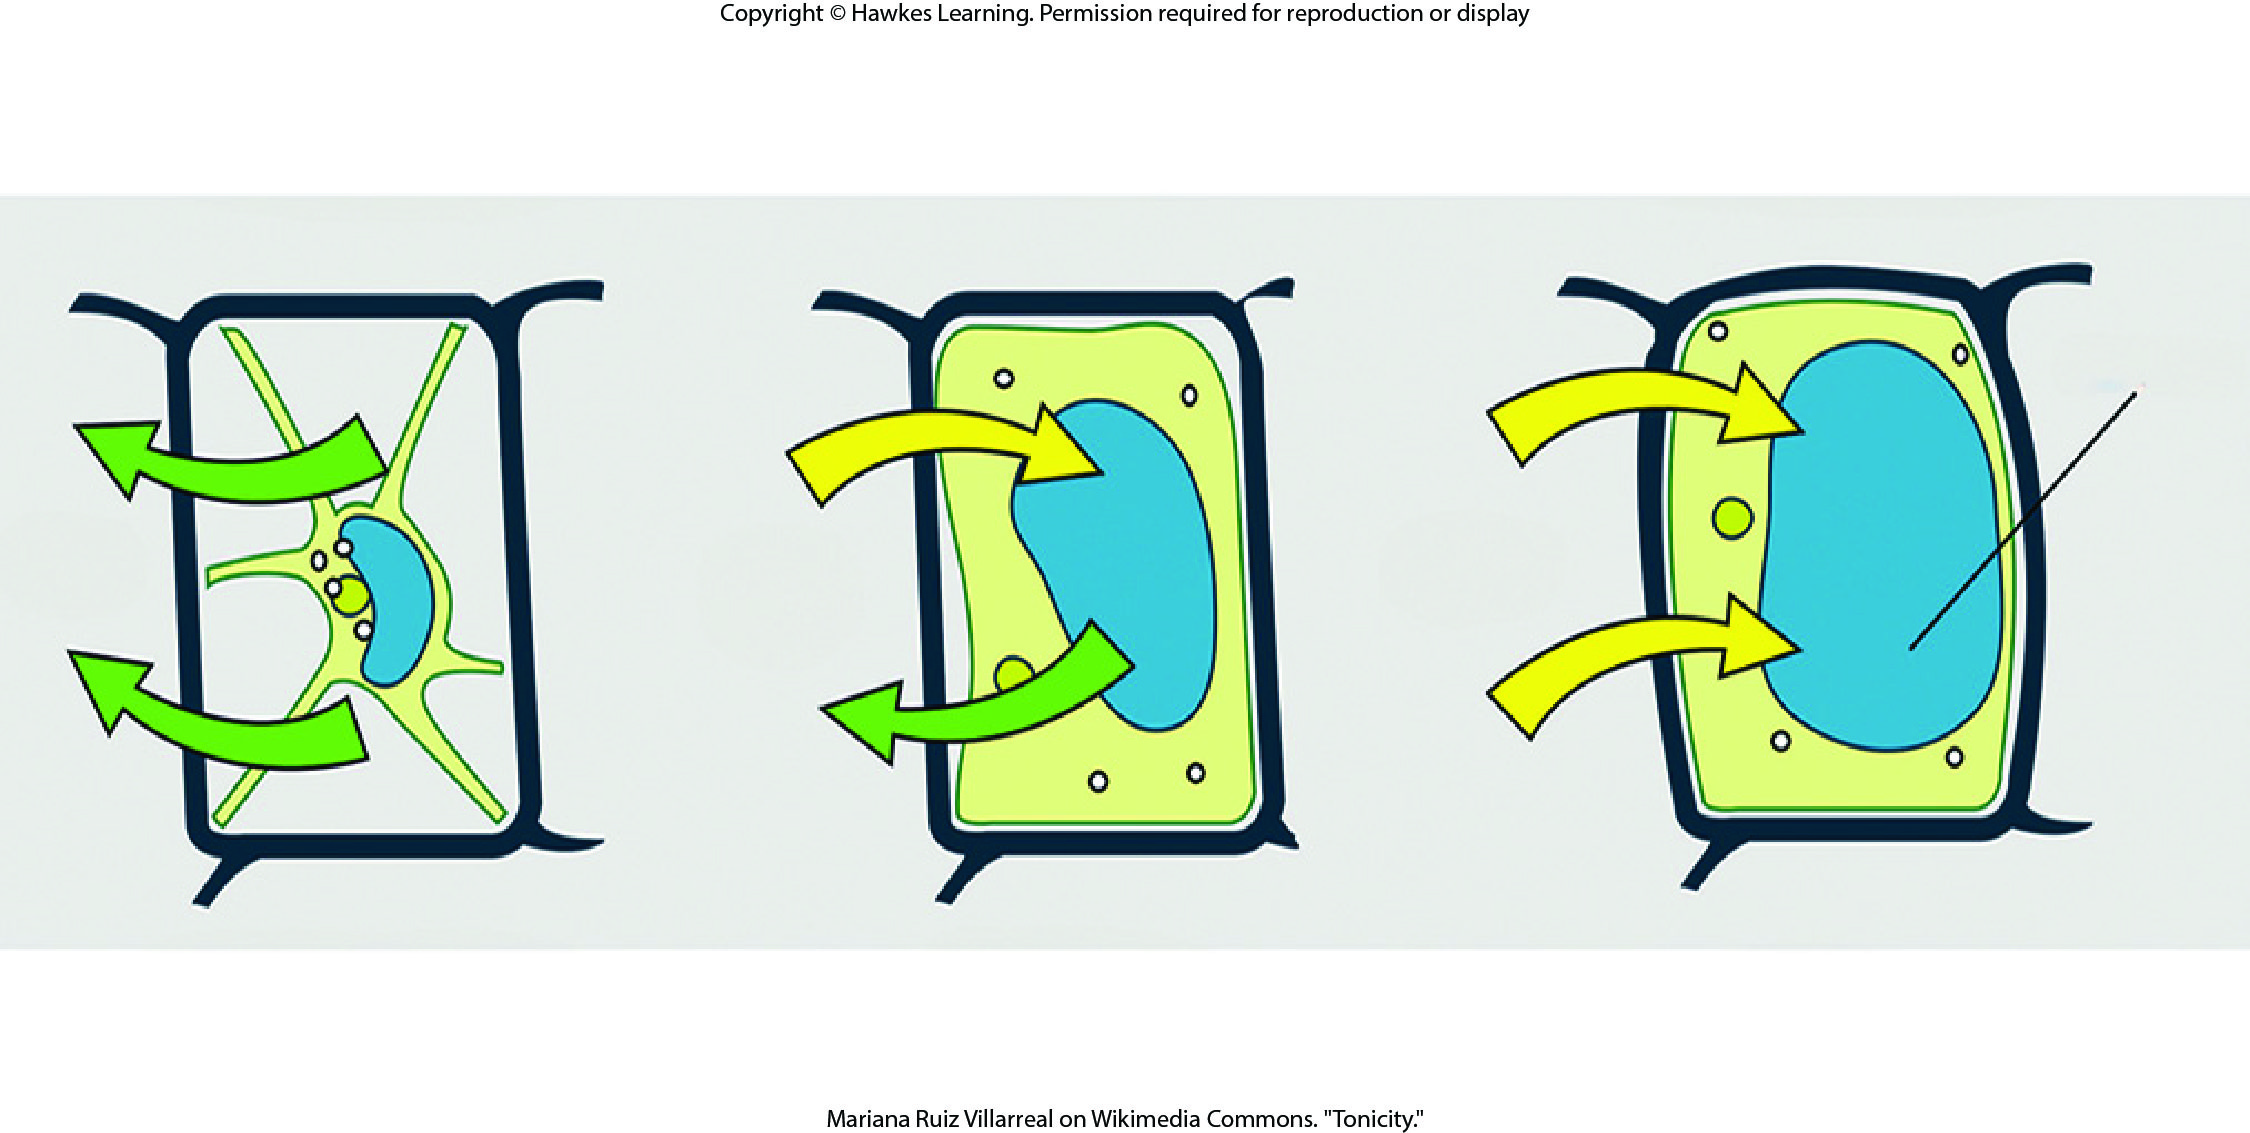 Copyright © Hawkes Learning. Permission required for reproduction or display
Mariana Ruiz Villarreal on Wikimedia Commons. "Tonicity."